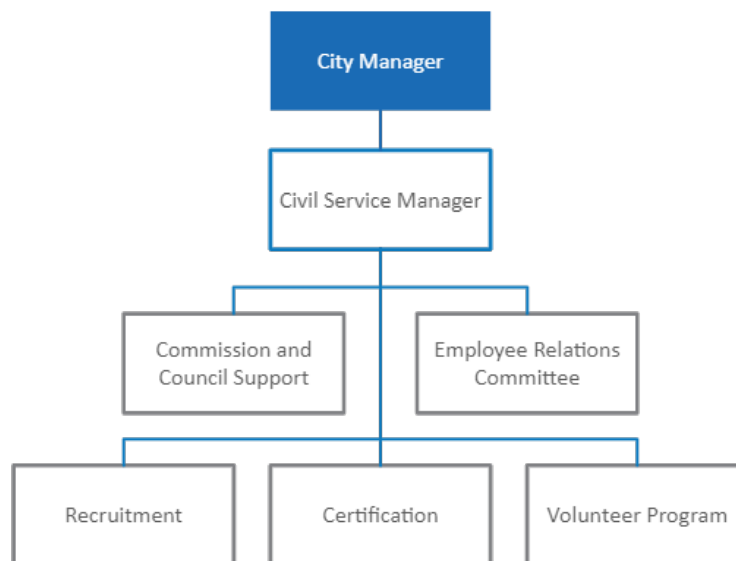 City Manager
Civil Service Manager
Commission and
Council Support
Employee Relations
Committee
Recruitment
Certification
Volunteer Program